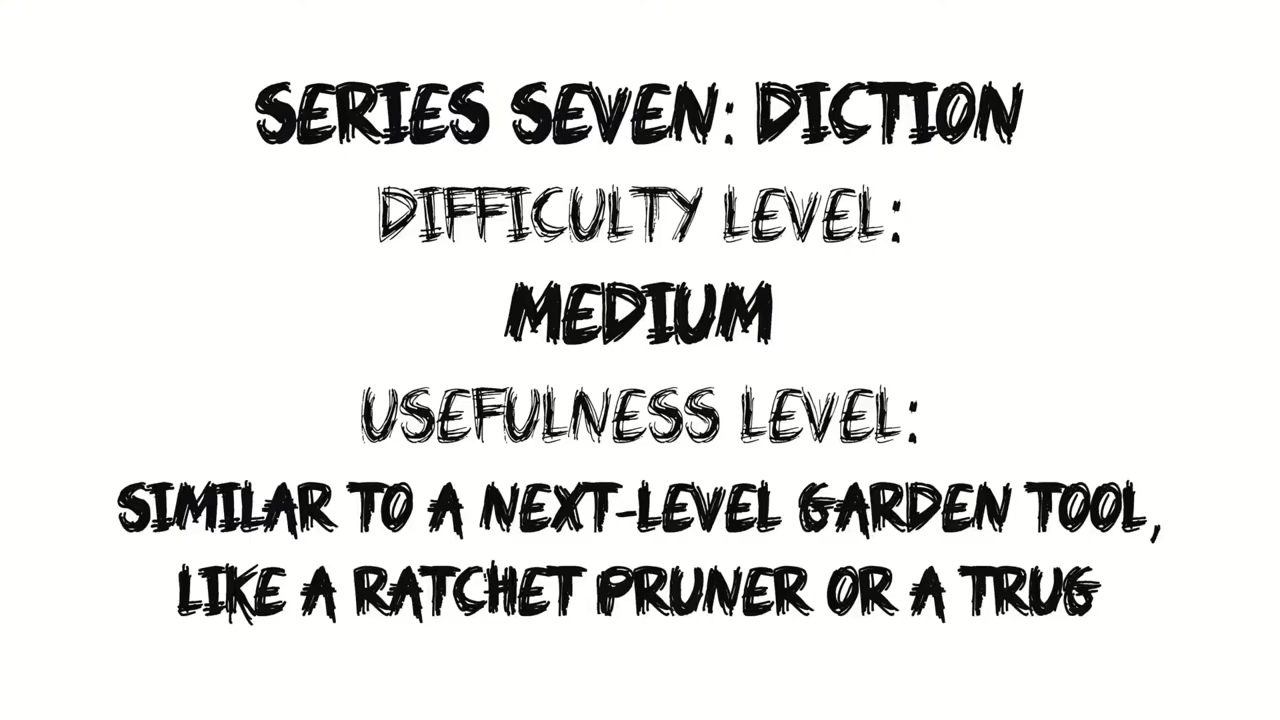 SERIES SEVEN: DICTION
DIFFICULTY LEVEL:
MEDIUM
USEFULNESS LEVEL:
SIMILAR TO A NEXT-LEVEL GARDEN TOOL,
LIKE A RATCHET PRUNER OR A TRUG